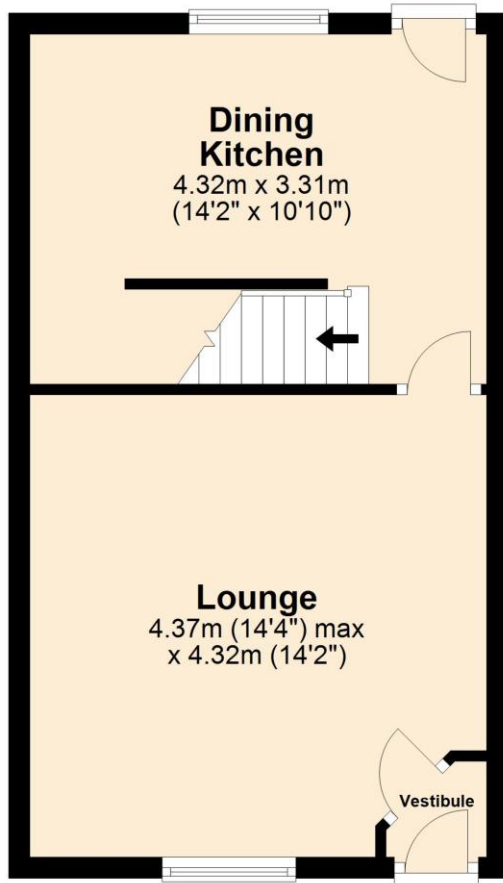 Dining
Kitchen
4.32m x 3.31m
(14'2" x 10'10")
Lounge
4.37m (14'4") max
x 4.32m (14'2")
Vestibule